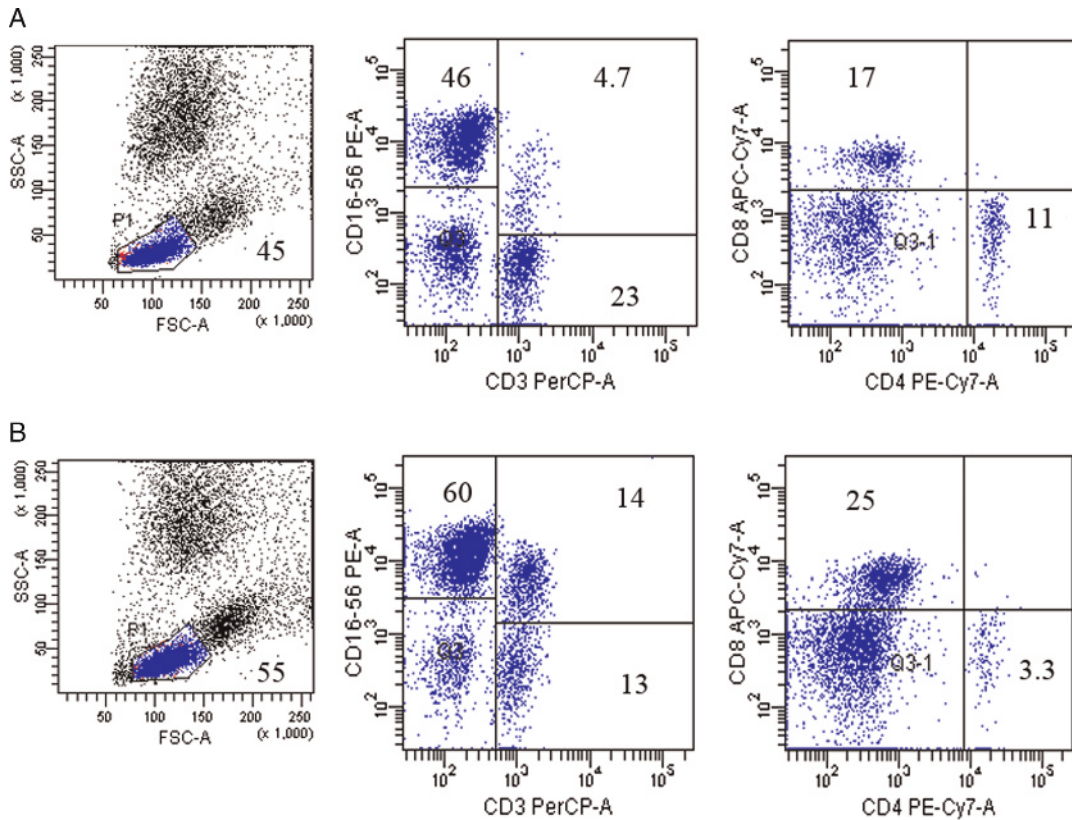 A
250
200
150
100
50
SSC-A
(x 1,000)
P1
45
50 100 150 200 250
FSC-A
(x 1,000)
46
4.7
23
10^5
10^4
10^3
10^2
CD16-56 PE-A
10^2 10^3 10^4 10^5
CD3 PerCP-A
17
11
Q3-1
10^5
10^4
10^3
10^2
CD8 APC-Cy7-A
10^2 10^3 10^4 10^5
CD4 PE-Cy7-A
B
250
200
150
100
50
SSC-A
(x 1,000)
P1
55
50 100 150 200 250
FSC-A
(x 1,000)
60
14
13
10^5
10^4
10^3
10^2
CD16-56 PE-A
10^2 10^3 10^4 10^5
CD3 PerCP-A
25
3.3
Q3-1
10^5
10^4
10^3
10^2
CD8 APC-Cy7-A
10^2 10^3 10^4 10^5
CD4 PE-Cy7-A